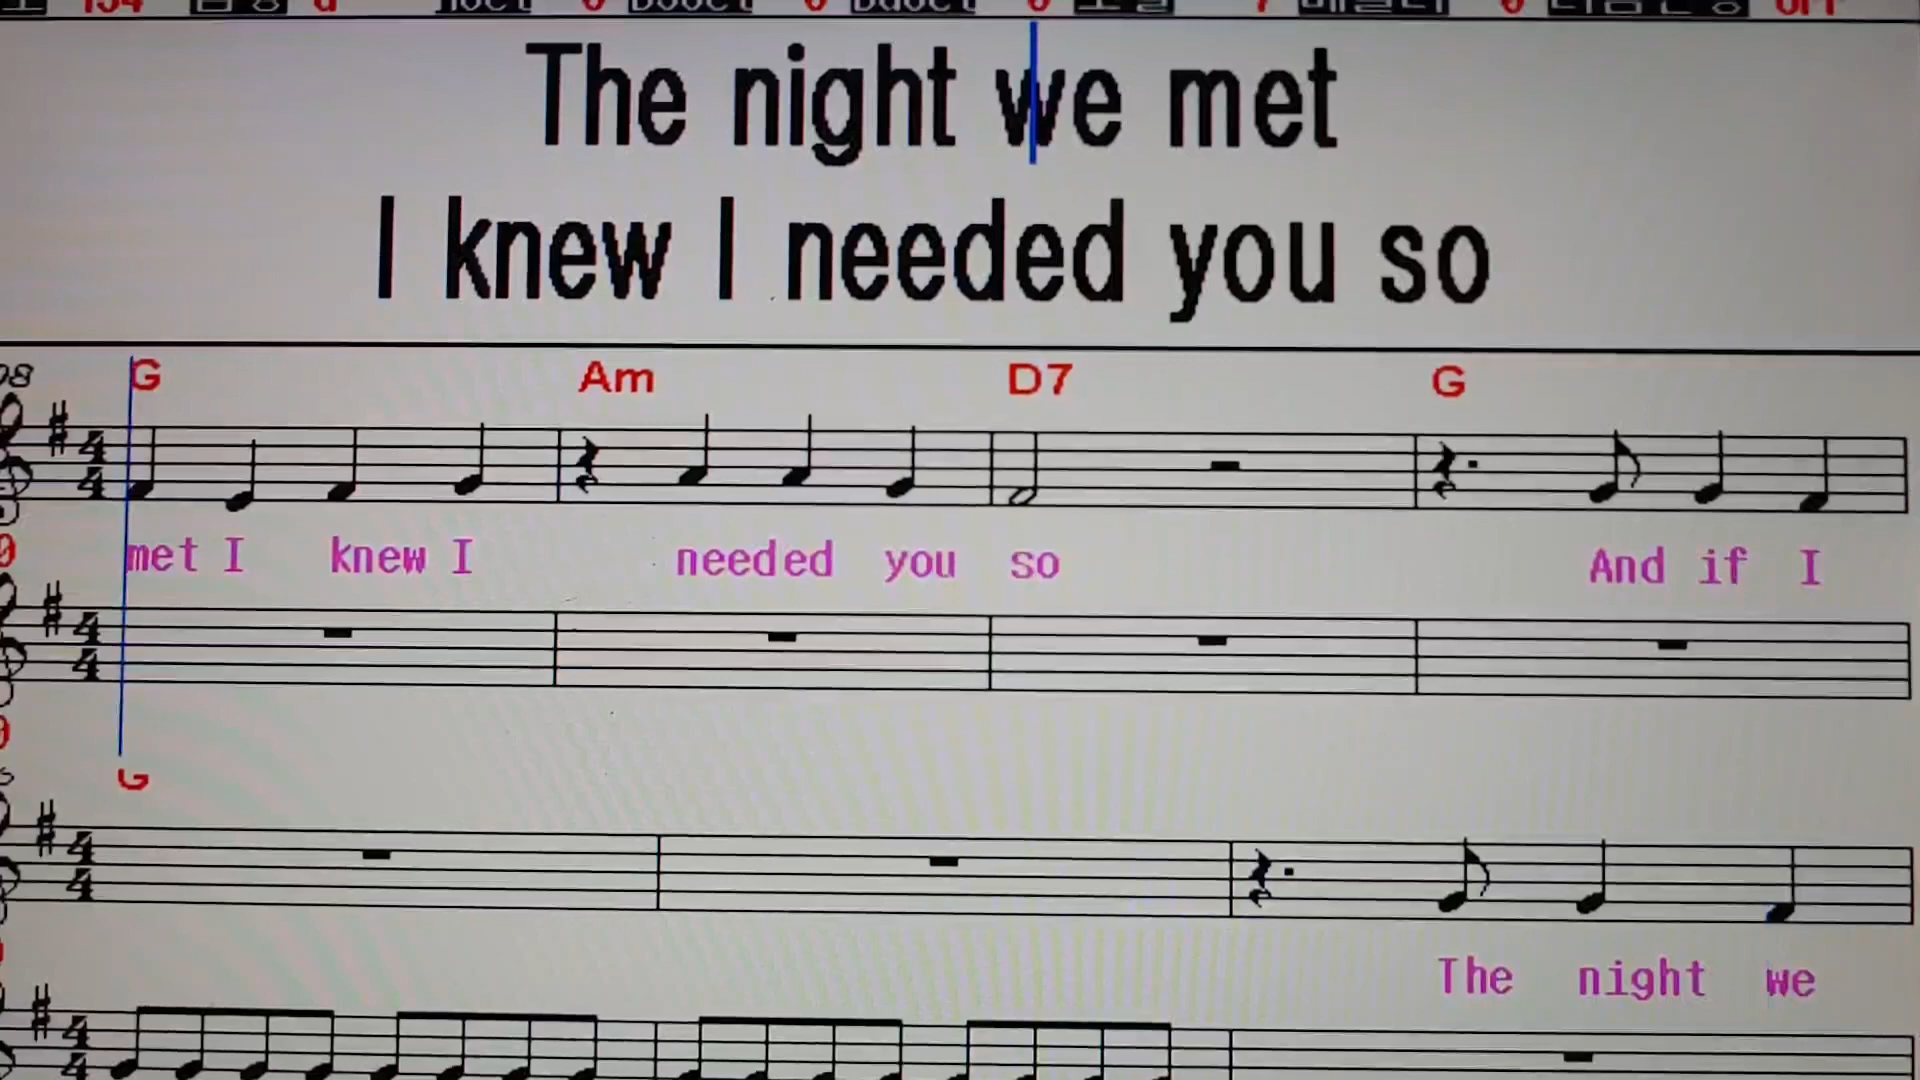 The night we met
I knew I needed you so
G Am D7 G
met I knew I needed you so And if I
G
The night we